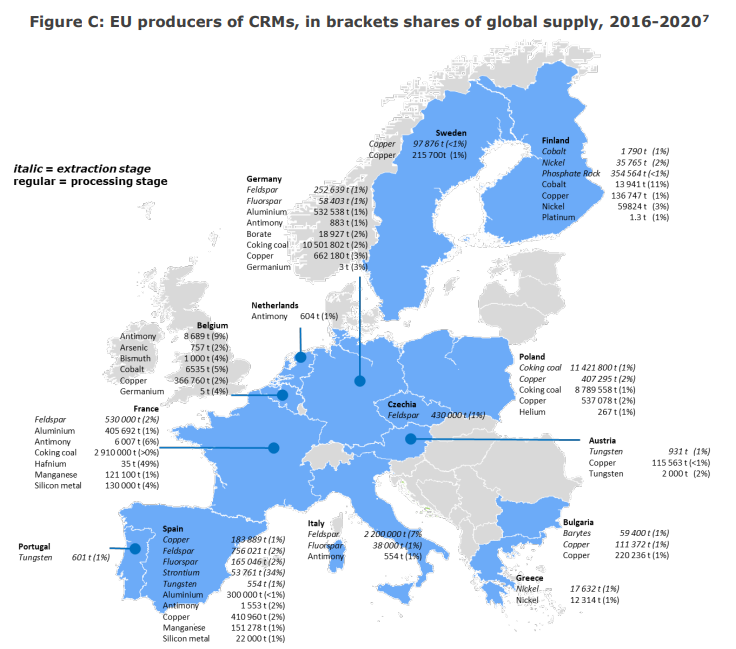 Figure C: EU producers of CRMs, in brackets shares of global supply, 2016-2020⁷
italic = extraction stage
regular = processing stage
Sweden
Copper 97 876 t (<1%)
Copper 215 700t (1%)
Finland
Cobalt 1 790 t (1%)
Nickel 35 765 t (2%)
Phosphate Rock 354 564 t (<1%)
Cobalt 13 941 t (11%)
Copper 136 747 t (1%)
Nickel 59824 t (3%)
Platinum 1.3 t (1%)
Germany
Feldspar 252 639 t (1%)
Fluorspar 58 403 t (1%)
Aluminium 532 538 t (1%)
Antimony 883 t (1%)
Borate 18 927 t (2%)
Coking coal 10 501 802 t (2%)
Copper 662 180 t (3%)
Germanium 3 t (3%)
Netherlands
Antimony 604 t (1%)
Belgium
Antimony 8 689 t (9%)
Arsenic 757 t (2%)
Bismuth 1 000 t (4%)
Cobalt 6535 t (5%)
Copper 366 760 t (2%)
Germanium 5 t (4%)
Poland
Coking coal 11 421 800 t (1%)
Copper 407 295 t (2%)
Coking coal 8 789 558 t (1%)
Copper 537 078 t (2%)
Helium 267 t (1%)
Czechia
Feldspar 430 000 t (1%)
France
Feldspar 530 000 t (2%)
Aluminium 405 692 t (1%)
Antimony 6 007 t (6%)
Coking coal 2 910 000 t (>0%)
Hafnium 35 t (49%)
Manganese 121 100 t (1%)
Silicon metal 130 000 t (4%)
Austria
Tungsten 931 t (1%)
Copper 115 563 t (<1%)
Tungsten 2 000 t (2%)
Portugal
Tungsten 601 t (1%)
Spain
Copper 183 889 t (1%)
Feldspar 756 021 t (2%)
Fluorspar 165 046 t (2%)
Strontium 53 761 t (34%)
Tungsten 554 t (1%)
Aluminium 300 000 t (<1%)
Antimony 1 553 t (2%)
Copper 410 960 t (2%)
Manganese 151 278 t (1%)
Silicon metal 22 000 t (1%)
Italy
Feldspar 2 200 000 t (7%
Fluorspar 38 000 t (1%)
Antimony 554 t (1%)
Bulgaria
Barytes 59 400 t (1%)
Copper 111 372 t (1%)
Copper 220 236 t (1%)
Greece
Nickel 17 632 t (1%)
Nickel 12 314 t (1%)